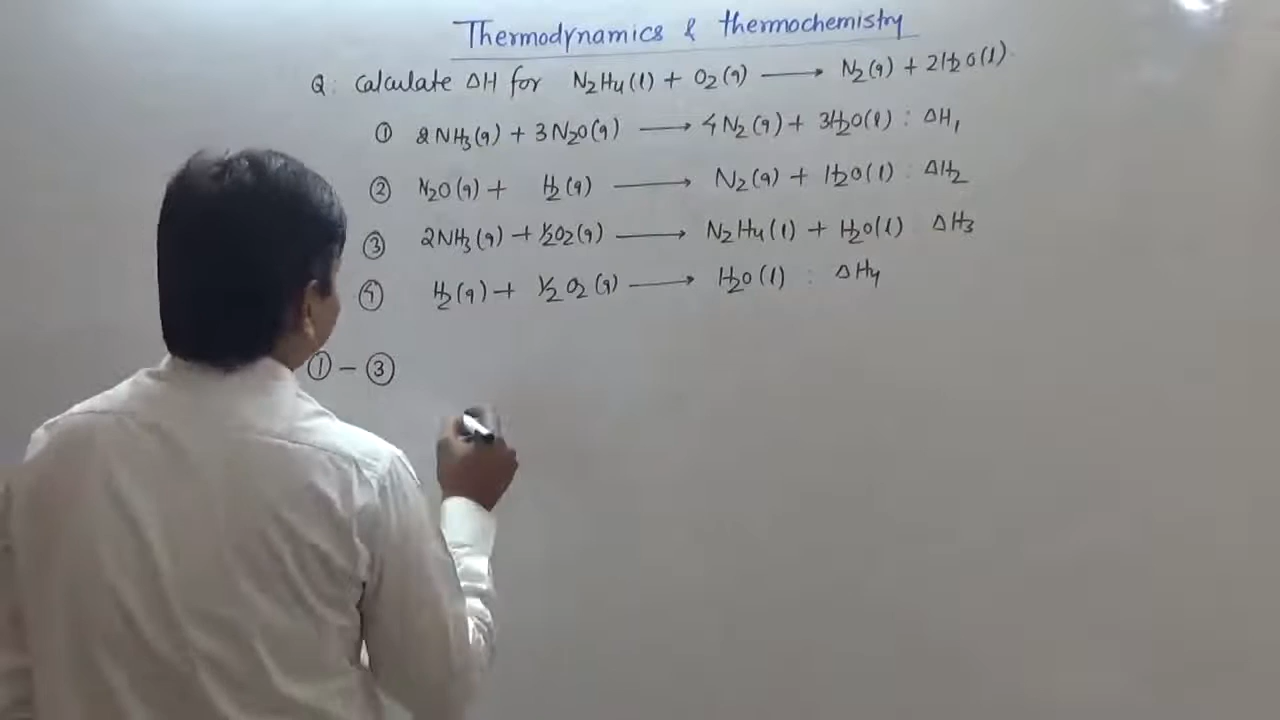 Thermodynamics & thermochemistry
Q: Calculate ΔH for N₂H₄(l) + O₂(g) ⟶ N₂(g) + 2H₂O(l).
① 2NH₃(g) + 3N₂O(g) ⟶ 4N₂(g) + 3H₂O(l) : ΔH₁
② N₂O(g) + H₂(g) ⟶ N₂(g) + H₂O(l) : ΔH₂
③ 2NH₃(g) + ½O₂(g) ⟶ N₂H₄(l) + H₂O(l) ΔH₃
④ H₂(g) + ½O₂(g) ⟶ H₂O(l) : ΔH₄
① − ③